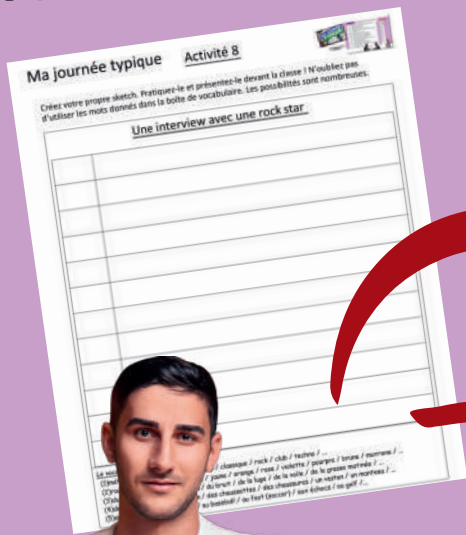 Ma journée typique Activité 8
Créez votre propre sketch. Pratiquez-le et présentez-le devant la classe ! N'oubliez pas
d'utiliser les mots donnés dans la boîte de vocabulaire. Les possibilités sont nombreuses.
Une interview avec une rock star
/ classique / rock / club / techno / ...
/ jaune / orange / rose / violette / pourpre / brune / marrone / ...
du bruit / de la luge / de la voile / de la grasse matinée / ...
/ des chaussettes / des chaussures / un veston / un manteau / ...
au baseball / au foot (soccer) / aux échecs / au golf / ...